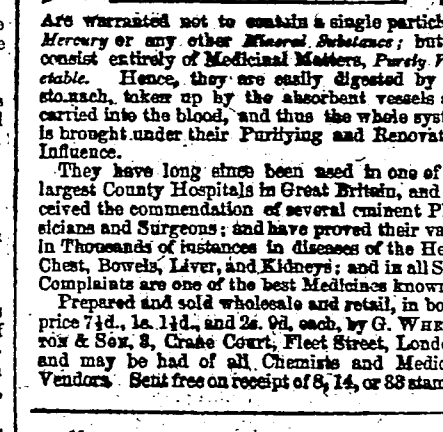 Are warranted not to contain a single partic
Mercury or any other Mineral Substance; but
consist entirely of Medicinal Matters, Purely V
etable. Hence, they are easily digested by
stomach, taken up by the absorbent vessels a
carried into the blood, and thus the whole syst
is brought under their Purifying and Renovat
Influence.
They have long since been used in one of
largest County Hospitals in Great Britain, and
ceived the commendation of several eminent P
sicians and Surgeons; and have proved their va
in Thousands of instances in diseases of the He
Chest, Bowels, Liver, and Kidneys; and in all S
Complaints are one of the best Medicines known
Prepared and sold wholesale and retail, in bo
price 7½d., 1s. 1½d., and 2s. 9d. each, by G. WHE
TON & SON, 8, Crane Court, Fleet Street, Londo
and may be had of all Chemists and Medic
Vendors. Sent free on receipt of 8, 14, or 33 stam